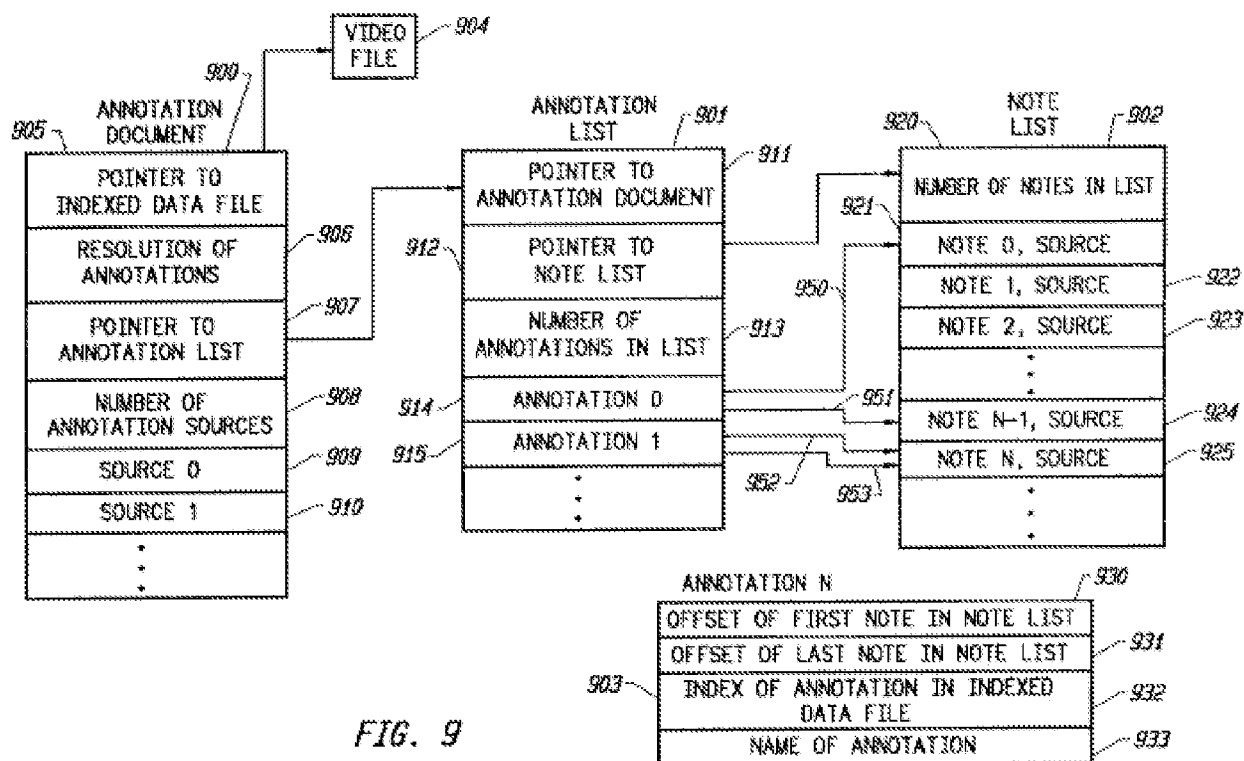 VIDEO
FILE
904
900
ANNOTATION
DOCUMENT
905
POINTER TO
INDEXED DATA FILE
RESOLUTION OF
ANNOTATIONS
906
907
POINTER TO
ANNOTATION LIST
NUMBER OF
ANNOTATION SOURCES
908
SOURCE 0
909
SOURCE 1
910
ANNOTATION
LIST
901
911
POINTER TO
ANNOTATION DOCUMENT
912
POINTER TO
NOTE LIST
NUMBER OF
ANNOTATIONS IN LIST
913
914
ANNOTATION 0
915
ANNOTATION 1
950
951
952
953
NOTE
LIST
920
902
NUMBER OF NOTES IN LIST
921
NOTE 0, SOURCE
NOTE 1, SOURCE
922
NOTE 2, SOURCE
923
NOTE N-1, SOURCE
924
NOTE N, SOURCE
925
ANNOTATION N
930
OFFSET OF FIRST NOTE IN NOTE LIST
OFFSET OF LAST NOTE IN NOTE LIST
931
903
INDEX OF ANNOTATION IN INDEXED
DATA FILE
932
NAME OF ANNOTATION
933
FIG. 9